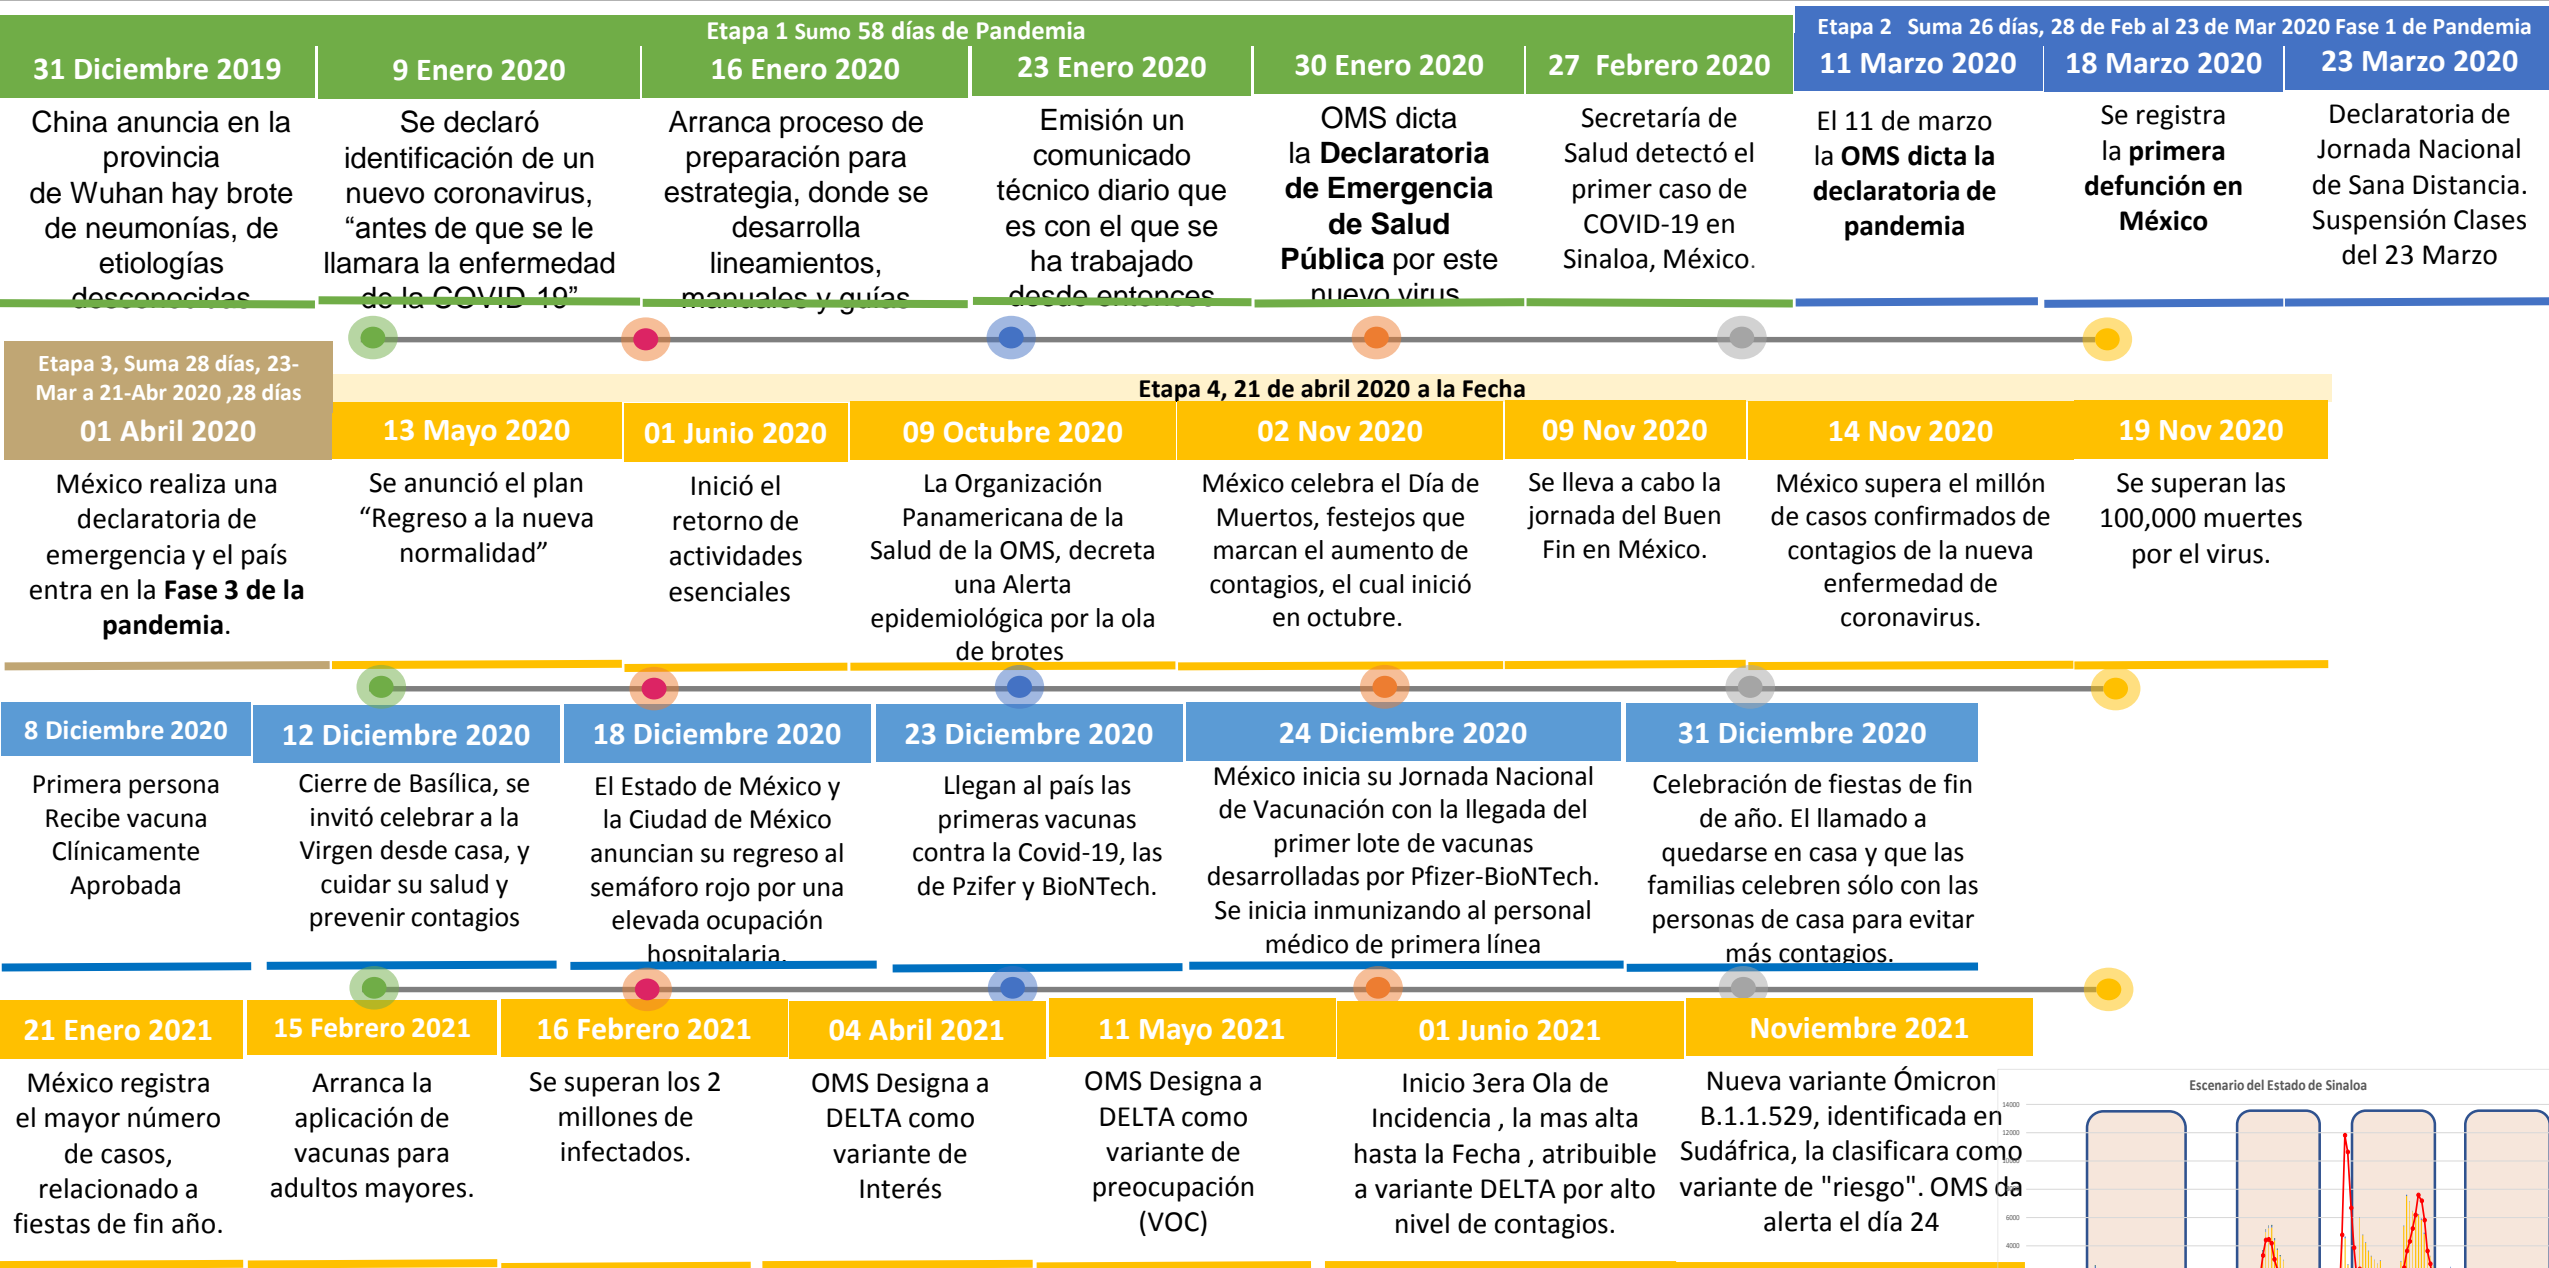 Etapa 1 Sumo 58 días de Pandemia
Etapa 2   Suma 26 días, 28 de Feb al 23 de Mar 2020 Fase 1 de Pandemia
31 Diciembre 2019
China anuncia en la
provincia
de Wuhan hay brote
de neumonías, de
etiologías
desconocidas
9 Enero 2020
Se declaró
identificación de un
nuevo coronavirus,
“antes de que se le
llamara la enfermedad
de la COVID-19”
16 Enero 2020
Arranca proceso de
preparación para
estrategia, donde se
desarrolla
lineamientos,
manuales y guías
23 Enero 2020
Emisión un
comunicado
técnico diario que
es con el que se
ha trabajado
desde entonces
30 Enero 2020
OMS dicta
la Declaratoria
de Emergencia
de Salud
Pública por este
nuevo virus
27  Febrero 2020
Secretaría de
Salud detectó el
primer caso de
COVID-19 en
Sinaloa, México.
11 Marzo 2020
El 11 de marzo
la OMS dicta la
declaratoria de
pandemia
18 Marzo 2020
Se registra
la primera
defunción en
México
23 Marzo 2020
Declaratoria de
Jornada Nacional
de Sana Distancia.
Suspensión Clases
del 23 Marzo
Etapa 3, Suma 28 días, 23-
Mar a 21-Abr 2020 ,28 días
Etapa 4, 21 de abril 2020 a la Fecha
01 Abril 2020
México realiza una
declaratoria de
emergencia y el país
entra en la Fase 3 de la
pandemia.
13 Mayo 2020
Se anunció el plan
“Regreso a la nueva
normalidad”
01 Junio 2020
Inició el
retorno de
actividades
esenciales
09 Octubre 2020
La Organización
Panamericana de la
Salud de la OMS, decreta
una Alerta
epidemiológica por la ola
de brotes
02 Nov 2020
México celebra el Día de
Muertos, festejos que
marcan el aumento de
contagios, el cual inició
en octubre.
09 Nov 2020
Se lleva a cabo la
jornada del Buen
Fin en México.
14 Nov 2020
México supera el millón
de casos confirmados de
contagios de la nueva
enfermedad de
coronavirus.
19 Nov 2020
Se superan las
100,000 muertes
por el virus.
8 Diciembre 2020
Primera persona
Recibe vacuna
Clínicamente
Aprobada
12 Diciembre 2020
Cierre de Basílica, se
invitó celebrar a la
Virgen desde casa, y
cuidar su salud y
prevenir contagios
18 Diciembre 2020
El Estado de México y
la Ciudad de México
anuncian su regreso al
semáforo rojo por una
elevada ocupación
hospitalaria.
23 Diciembre 2020
Llegan al país las
primeras vacunas
contra la Covid-19, las
de Pzifer y BioNTech.
24 Diciembre 2020
México inicia su Jornada Nacional
de Vacunación con la llegada del
primer lote de vacunas
desarrolladas por Pfizer-BioNTech.
Se inicia inmunizando al personal
médico de primera línea
31 Diciembre 2020
Celebración de fiestas de fin
de año. El llamado a
quedarse en casa y que las
familias celebren sólo con las
personas de casa para evitar
más contagios.
21 Enero 2021
México registra
el mayor número
de casos,
relacionado a
fiestas de fin año.
15 Febrero 2021
Arranca la
aplicación de
vacunas para
adultos mayores.
16 Febrero 2021
Se superan los 2
millones de
infectados.
04 Abril 2021
OMS Designa a
DELTA como
variante de
Interés
11 Mayo 2021
OMS Designa a
DELTA como
variante de
preocupación
(VOC)
01 Junio 2021
Inicio 3era Ola de
Incidencia , la mas alta
hasta la Fecha , atribuible
a variante DELTA por alto
nivel de contagios.
Noviembre 2021
Nueva variante Ómicron
B.1.1.529, identificada en
Sudáfrica, la clasificara como
variante de "riesgo". OMS da
alerta el día 24
Escenario del Estado de Sinaloa
14000
12000
6000
4000